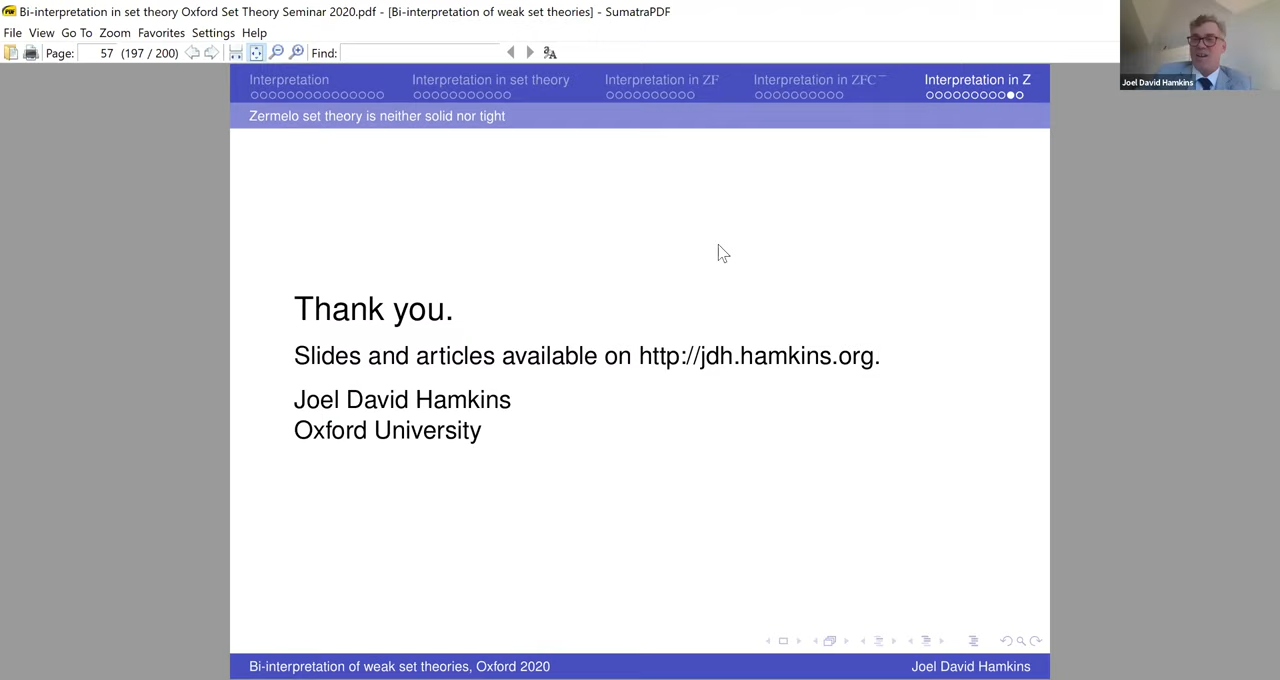 Bi-interpretation in set theory Oxford Set Theory Seminar 2020.pdf - [Bi-interpretation of weak set theories] - SumatraPDF
File View Go To Zoom Favorites Settings Help
Page: 57 (197 / 200) Find:
Joel David Hamkins
Interpretation Interpretation in set theory Interpretation in ZF Interpretation in ZFC⁻ Interpretation in Z
Zermelo set theory is neither solid nor tight
Thank you.
Slides and articles available on http://jdh.hamkins.org.
Joel David Hamkins
Oxford University
Bi-interpretation of weak set theories, Oxford 2020 Joel David Hamkins